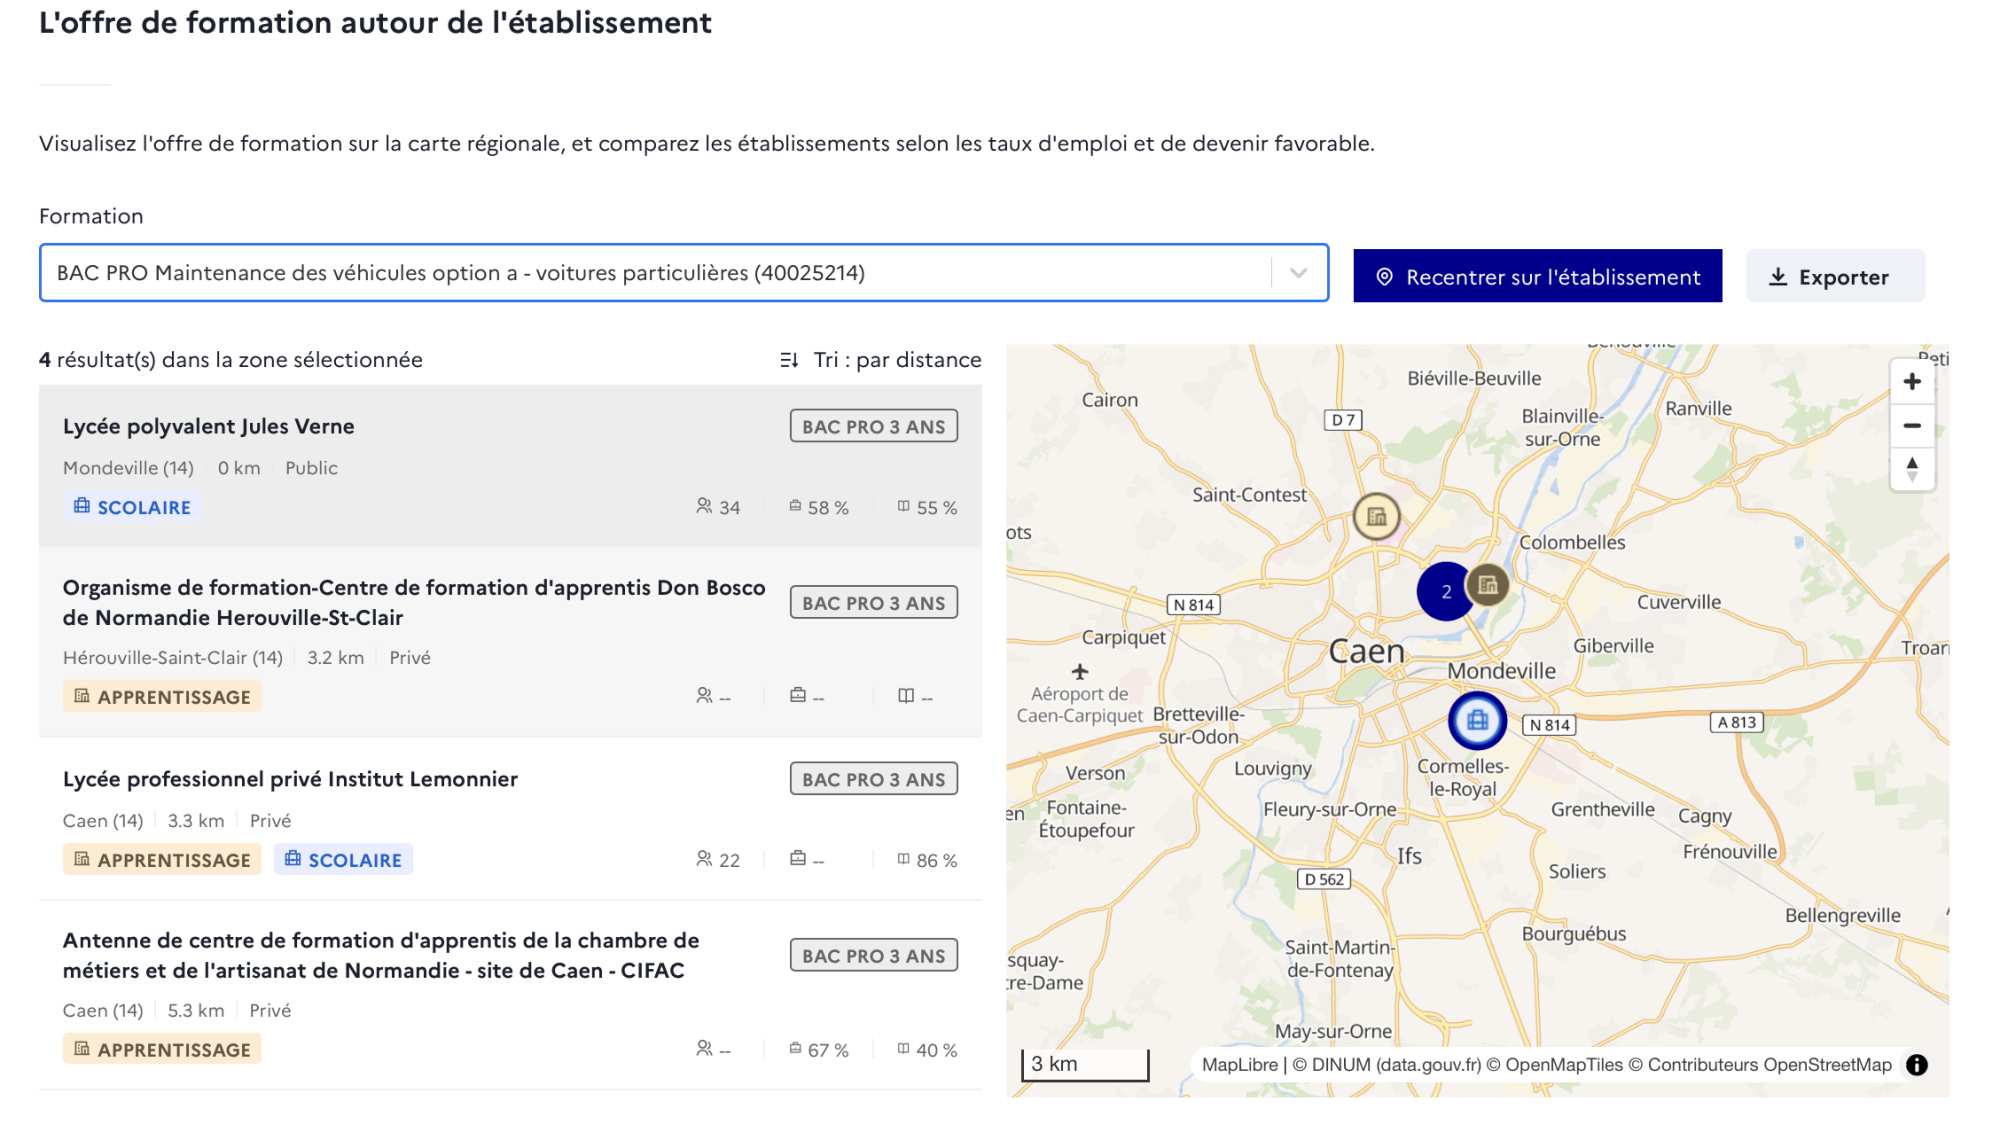 L'offre de formation autour de l'établissement
Visualisez l'offre de formation sur la carte régionale, et comparez les établissements selon les taux d'emploi et de devenir favorable.
Formation
BAC PRO Maintenance des véhicules option a - voitures particulières (40025214)
Recentrer sur l'établissement
Exporter
4 résultat(s) dans la zone sélectionnée
Tri : par distance
Lycée polyvalent Jules Verne
BAC PRO 3 ANS
Mondeville (14) 0 km Public
SCOLAIRE
34 58 % 55 %
Organisme de formation-Centre de formation d'apprentis Don Bosco
de Normandie Herouville-St-Clair
BAC PRO 3 ANS
Hérouville-Saint-Clair (14) 3.2 km Privé
APPRENTISSAGE
-- -- --
Lycée professionnel privé Institut Lemonnier
BAC PRO 3 ANS
Caen (14) 3.3 km Privé
APPRENTISSAGE SCOLAIRE
22 -- 86 %
Antenne de centre de formation d'apprentis de la chambre de
métiers et de l'artisanat de Normandie - site de Caen - CIFAC
BAC PRO 3 ANS
Caen (14) 5.3 km Privé
APPRENTISSAGE
-- 67 % 40 %
Peti
Biéville-Beuville
Cairon
Ranville
D 7
Blainville-
sur-Orne
Saint-Contest
ots
Colombelles
2
N 814
Cuverville
Carpiquet
Caen
Giberville
Troarn
Mondeville
Aéroport de
Caen-Carpiquet
Bretteville-
sur-Odon
N 814
A 813
Verson
Louvigny
Cormelles-
le-Royal
Fontaine-
Étoupefour
en
Fleury-sur-Orne
Grentheville
Cagny
Ifs
Frénouville
D 562
Soliers
Bellengreville
Bourguébus
Saint-Martin-
de-Fontenay
squay-
re-Dame
May-sur-Orne
3 km
MapLibre | © DINUM (data.gouv.fr) © OpenMapTiles © Contributeurs OpenStreetMap